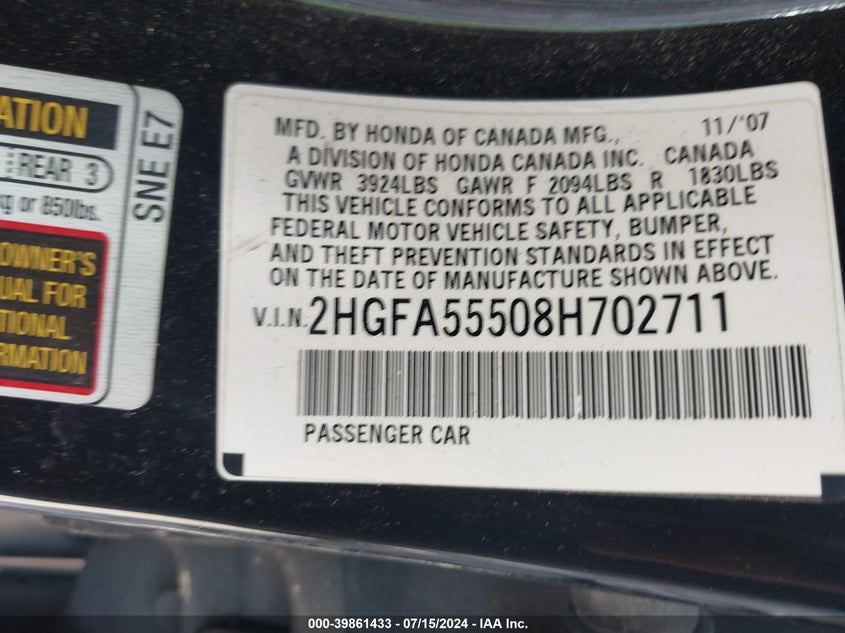 ATION
REAR 3
kg or 850lbs.
OWNER'S
UAL FOR
TIONAL
RMATION
SNE E7
MFD. BY HONDA OF CANADA MFG., 11/'07
A DIVISION OF HONDA CANADA INC. CANADA
GVWR 3924LBS GAWR F 2094LBS R 1830LBS
THIS VEHICLE CONFORMS TO ALL APPLICABLE
FEDERAL MOTOR VEHICLE SAFETY, BUMPER,
AND THEFT PREVENTION STANDARDS IN EFFECT
ON THE DATE OF MANUFACTURE SHOWN ABOVE.
V.I.N. 2HGFA55508H702711
PASSENGER CAR
000-39861433 - 07/15/2024 - IAA Inc.